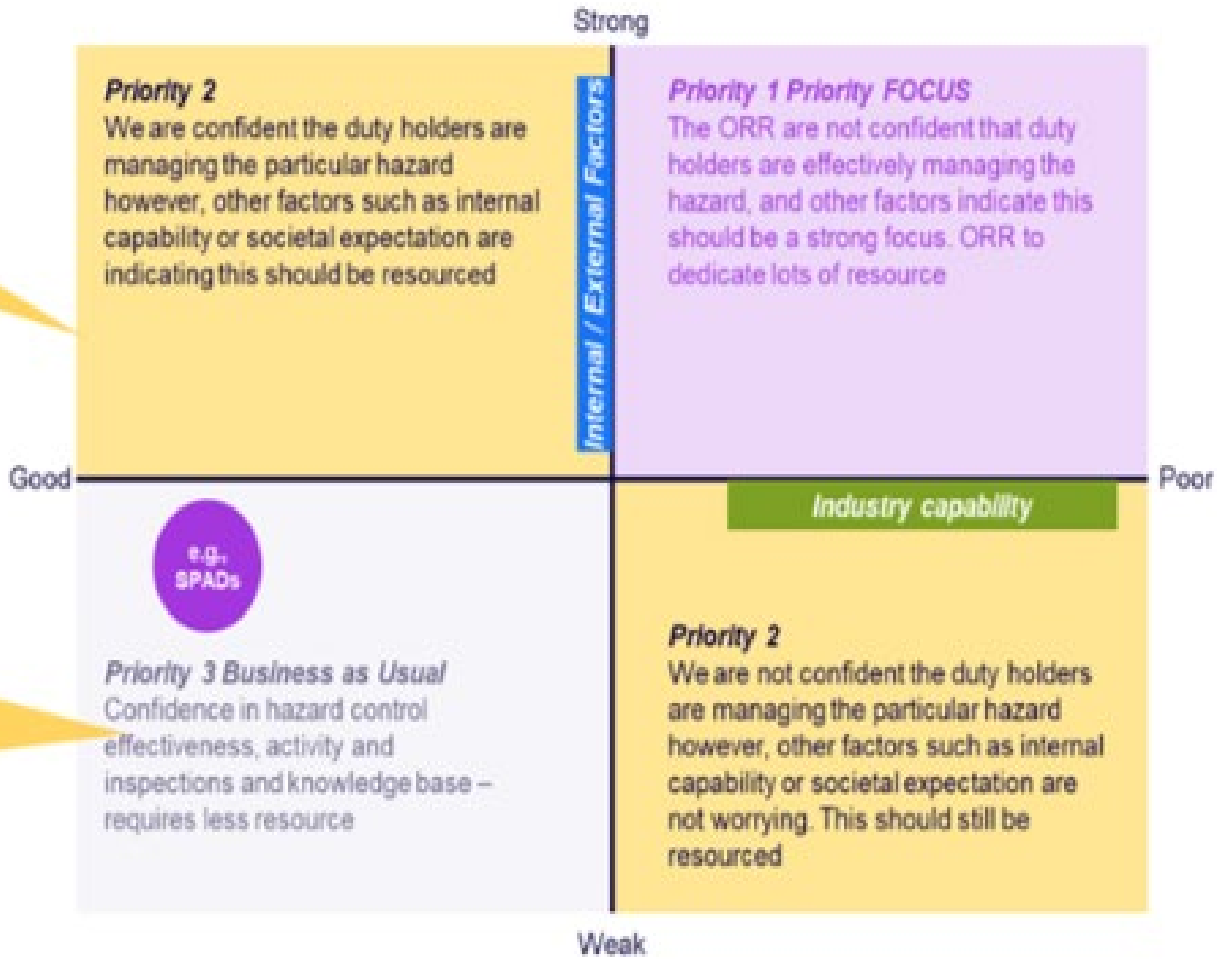 Strong
Priority 2
We are confident the duty holders are
managing the particular hazard
however, other factors such as internal
capability or societal expectation are
indicating this should be resourced
Internal / External Factors
Priority 1 Priority FOCUS
The ORR are not confident that duty
holders are effectively managing the
hazard, and other factors indicate this
should be a strong focus. ORR to
dedicate lots of resource
Good
Poor
Industry capability
e.g.,
SPADs
Priority 3 Business as Usual
Confidence in hazard control
effectiveness, activity and
inspections and knowledge base –
requires less resource
Priority 2
We are not confident the duty holders
are managing the particular hazard
however, other factors such as internal
capability or societal expectation are
not worrying. This should still be
resourced
Weak